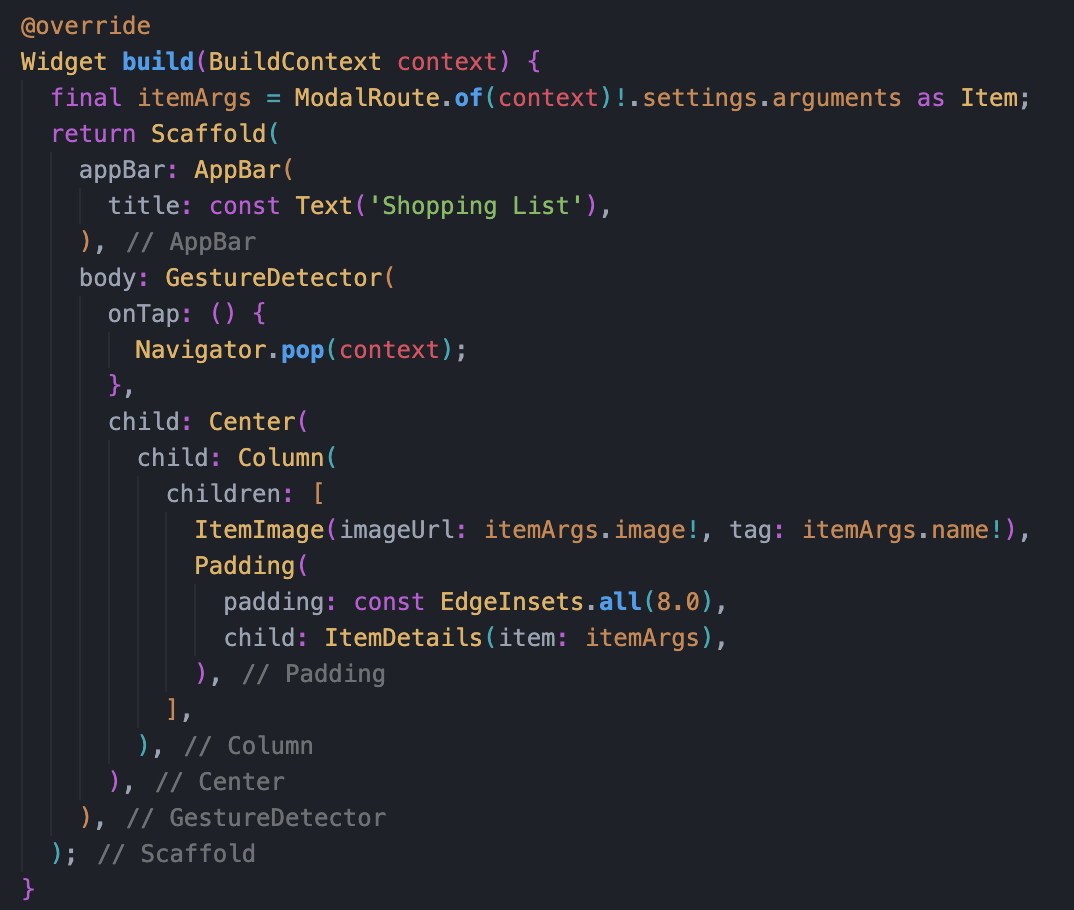 @override
Widget build(BuildContext context) {
  final itemArgs = ModalRoute.of(context)!.settings.arguments as Item;
  return Scaffold(
    appBar: AppBar(
      title: const Text('Shopping List'),
    ), // AppBar
    body: GestureDetector(
      onTap: () {
        Navigator.pop(context);
      },
      child: Center(
        child: Column(
          children: [
            ItemImage(imageUrl: itemArgs.image!, tag: itemArgs.name!),
            Padding(
              padding: const EdgeInsets.all(8.0),
              child: ItemDetails(item: itemArgs),
            ), // Padding
          ],
        ), // Column
      ), // Center
    ), // GestureDetector
  ); // Scaffold
}